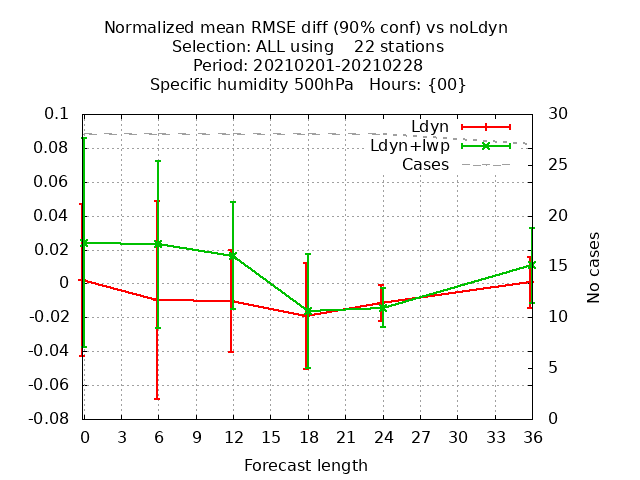 Normalized mean RMSE diff (90% conf) vs noLdyn
Selection: ALL using    22 stations
Period: 20210201-20210228
Specific humidity 500hPa   Hours: {00}
0.1
0.08
0.06
0.04
0.02
0
-0.02
-0.04
-0.06
-0.08
Ldyn
Ldyn+lwp
Cases
30
25
20
15
10
5
0
No cases
0 3 6 9 12 15 18 21 24 27 30 33 36
Forecast length